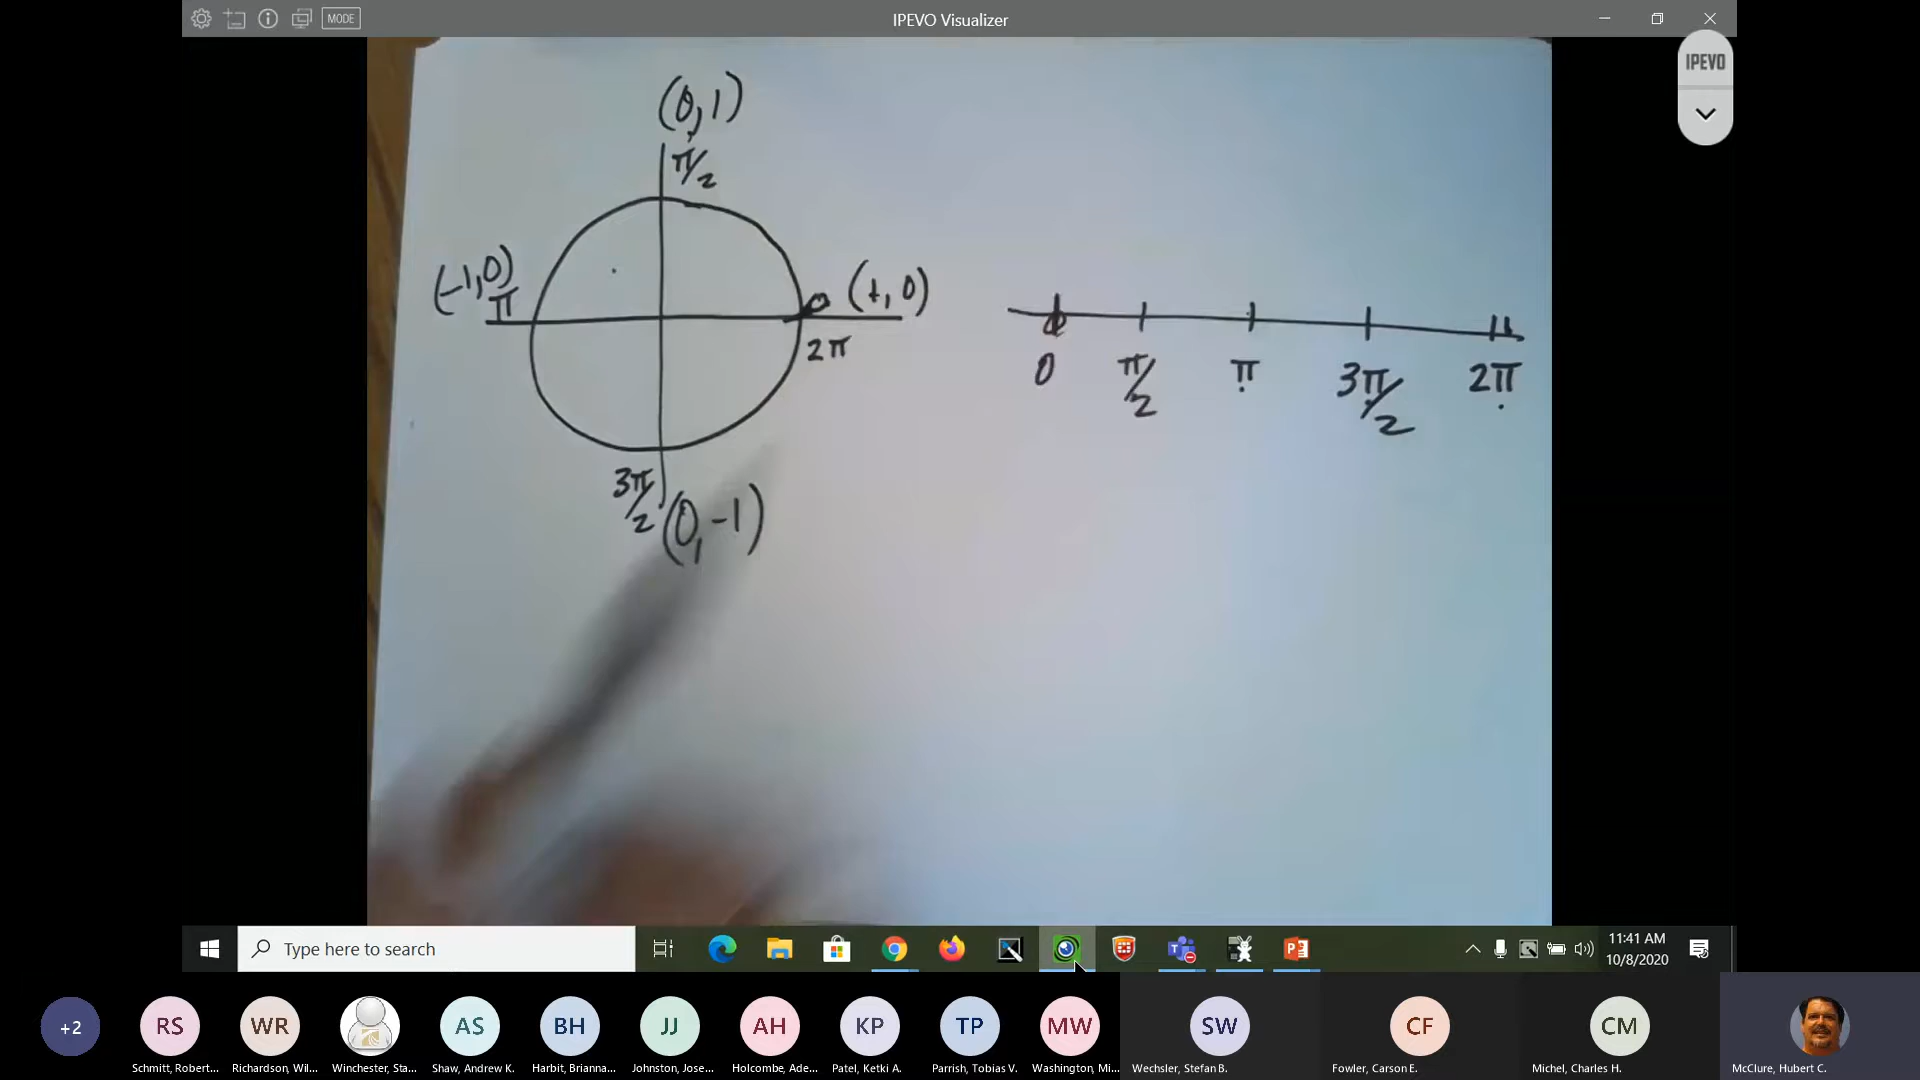 IPEVO Visualizer
MODE
IPEVO
(0,1)
π/2
(-1,0)
π
0
(1,0)
2π
3π/2
(0,-1)
0
π/2
π
3π/2
2π
Type here to search
11:41 AM
10/8/2020
+2
RS
WR
AS
BH
JJ
AH
KP
TP
MW
SW
CF
CM
Schmitt, Robert...
Richardson, Wil...
Winchester, Sta...
Shaw, Andrew K.
Harbit, Brianna...
Johnston, Jose...
Holcombe, Ade...
Patel, Ketki A.
Parrish, Tobias V.
Washington, Mi...
Wechsler, Stefan B.
Fowler, Carson E.
Michel, Charles H.
McClure, Hubert C.